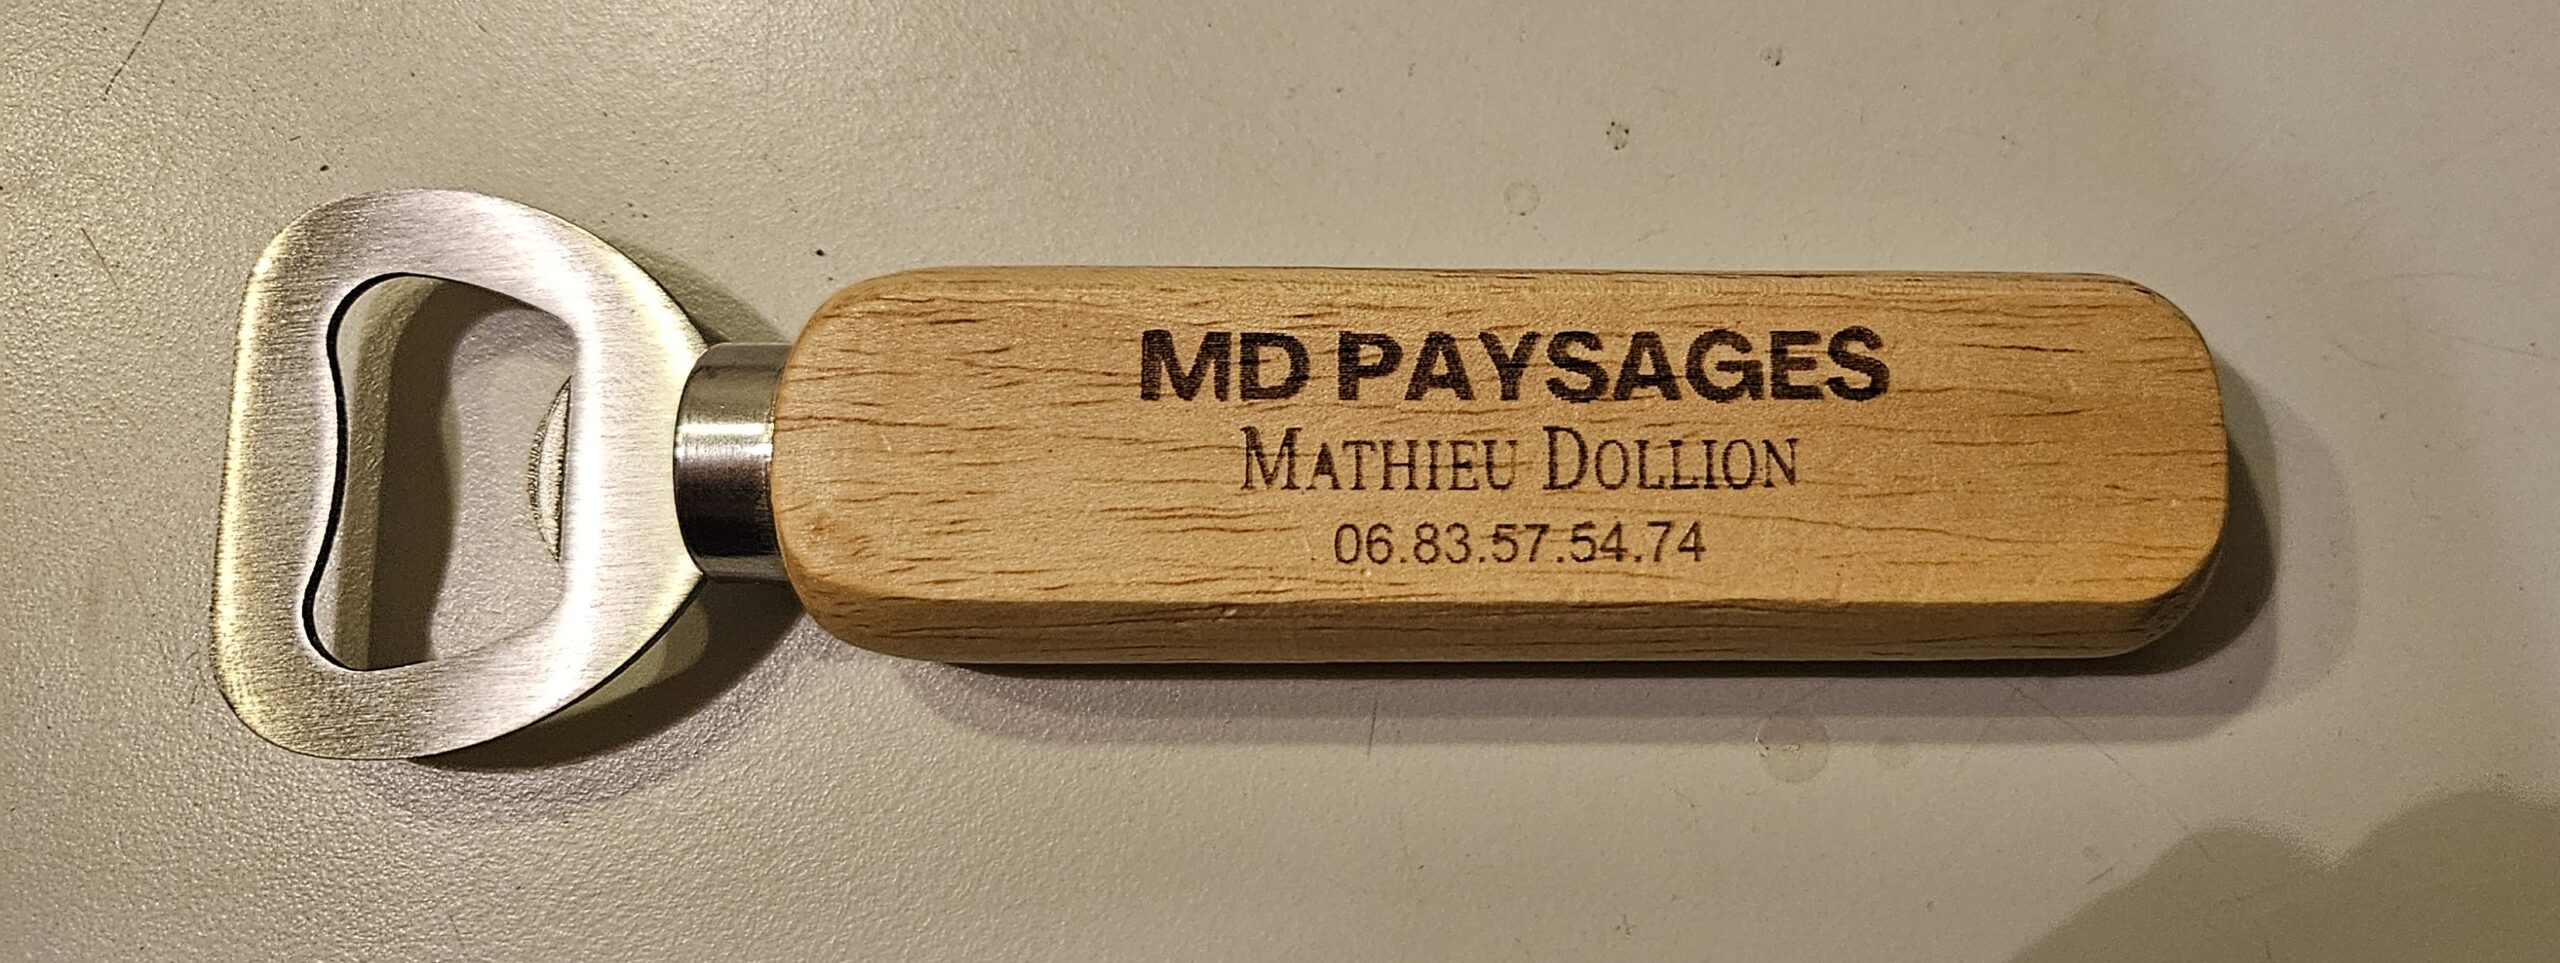 MD PAYSAGES
MATHIEU DOLLION
06.83.57.54.74